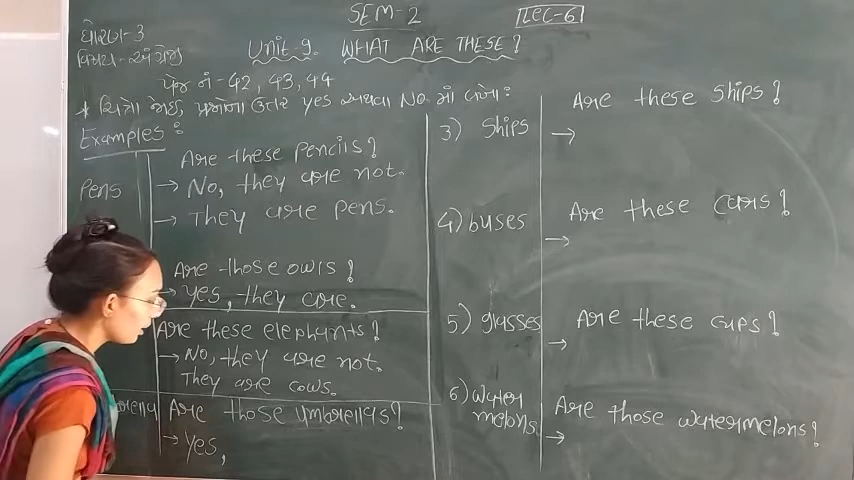 SEM-2
LEC-6
ધોરણ-3
વિષય-અંગ્રેજી
Unit-9. WHAT ARE THESE?
પેજ નં-42, 43, 44
* ચિત્રો જોઇ, પ્રશ્નોના ઉત્તર yes અથવા No માં આપો:
Examples:
Pens
Are these Pencils?
→ No, they are not.
→ They are pens.
Are those owls?
→ yes, they are.
Are these elephants?
→ No, they are not.
They are cows.
Are those umbrellas?
→ Yes,
3) Ships
Are these Ships?
→
4) buses
Are these cars?
→
5) glasses
Are these cups?
→
6) water
melons.
Are those watermelons?
→